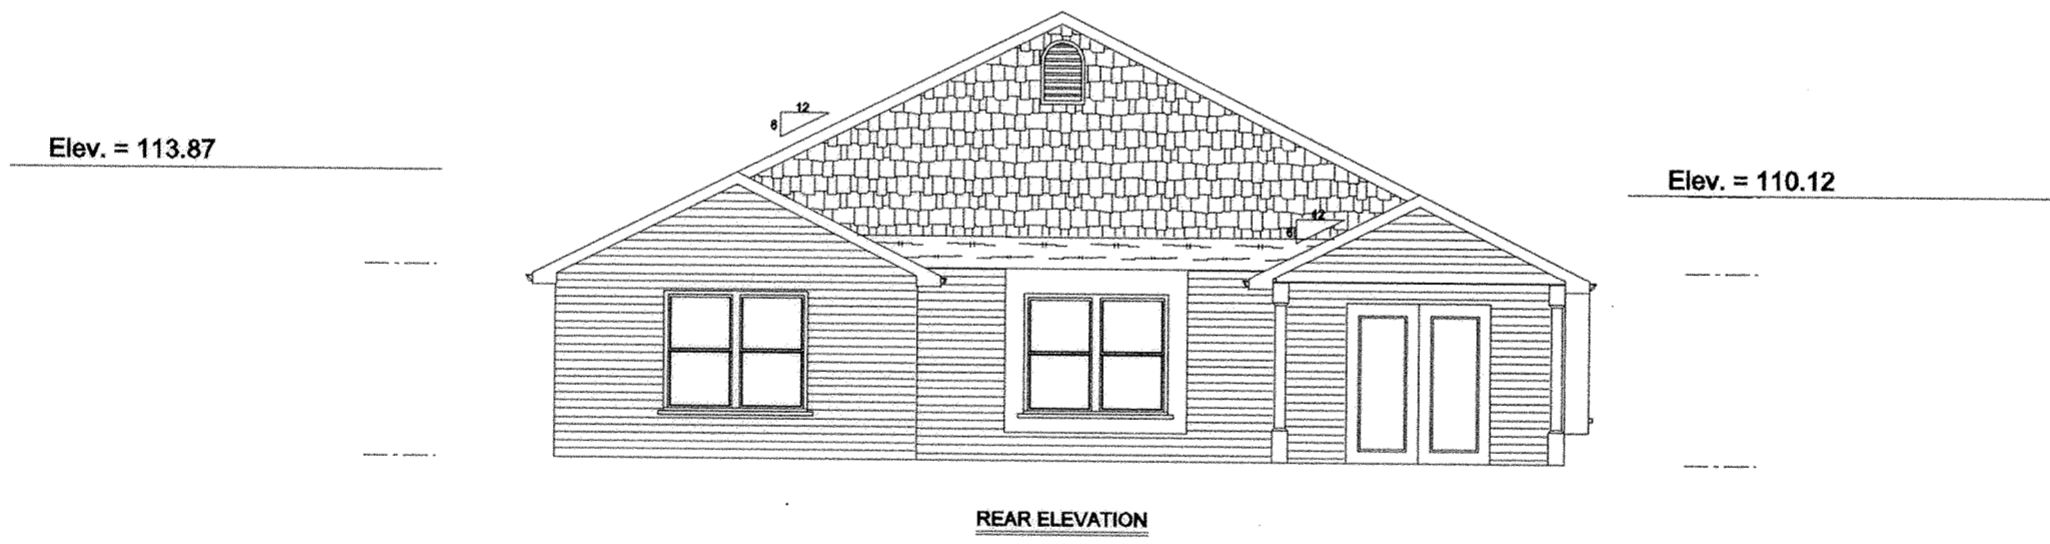 12
6
Elev. = 113.87
Elev. = 110.12
12
6
REAR ELEVATION